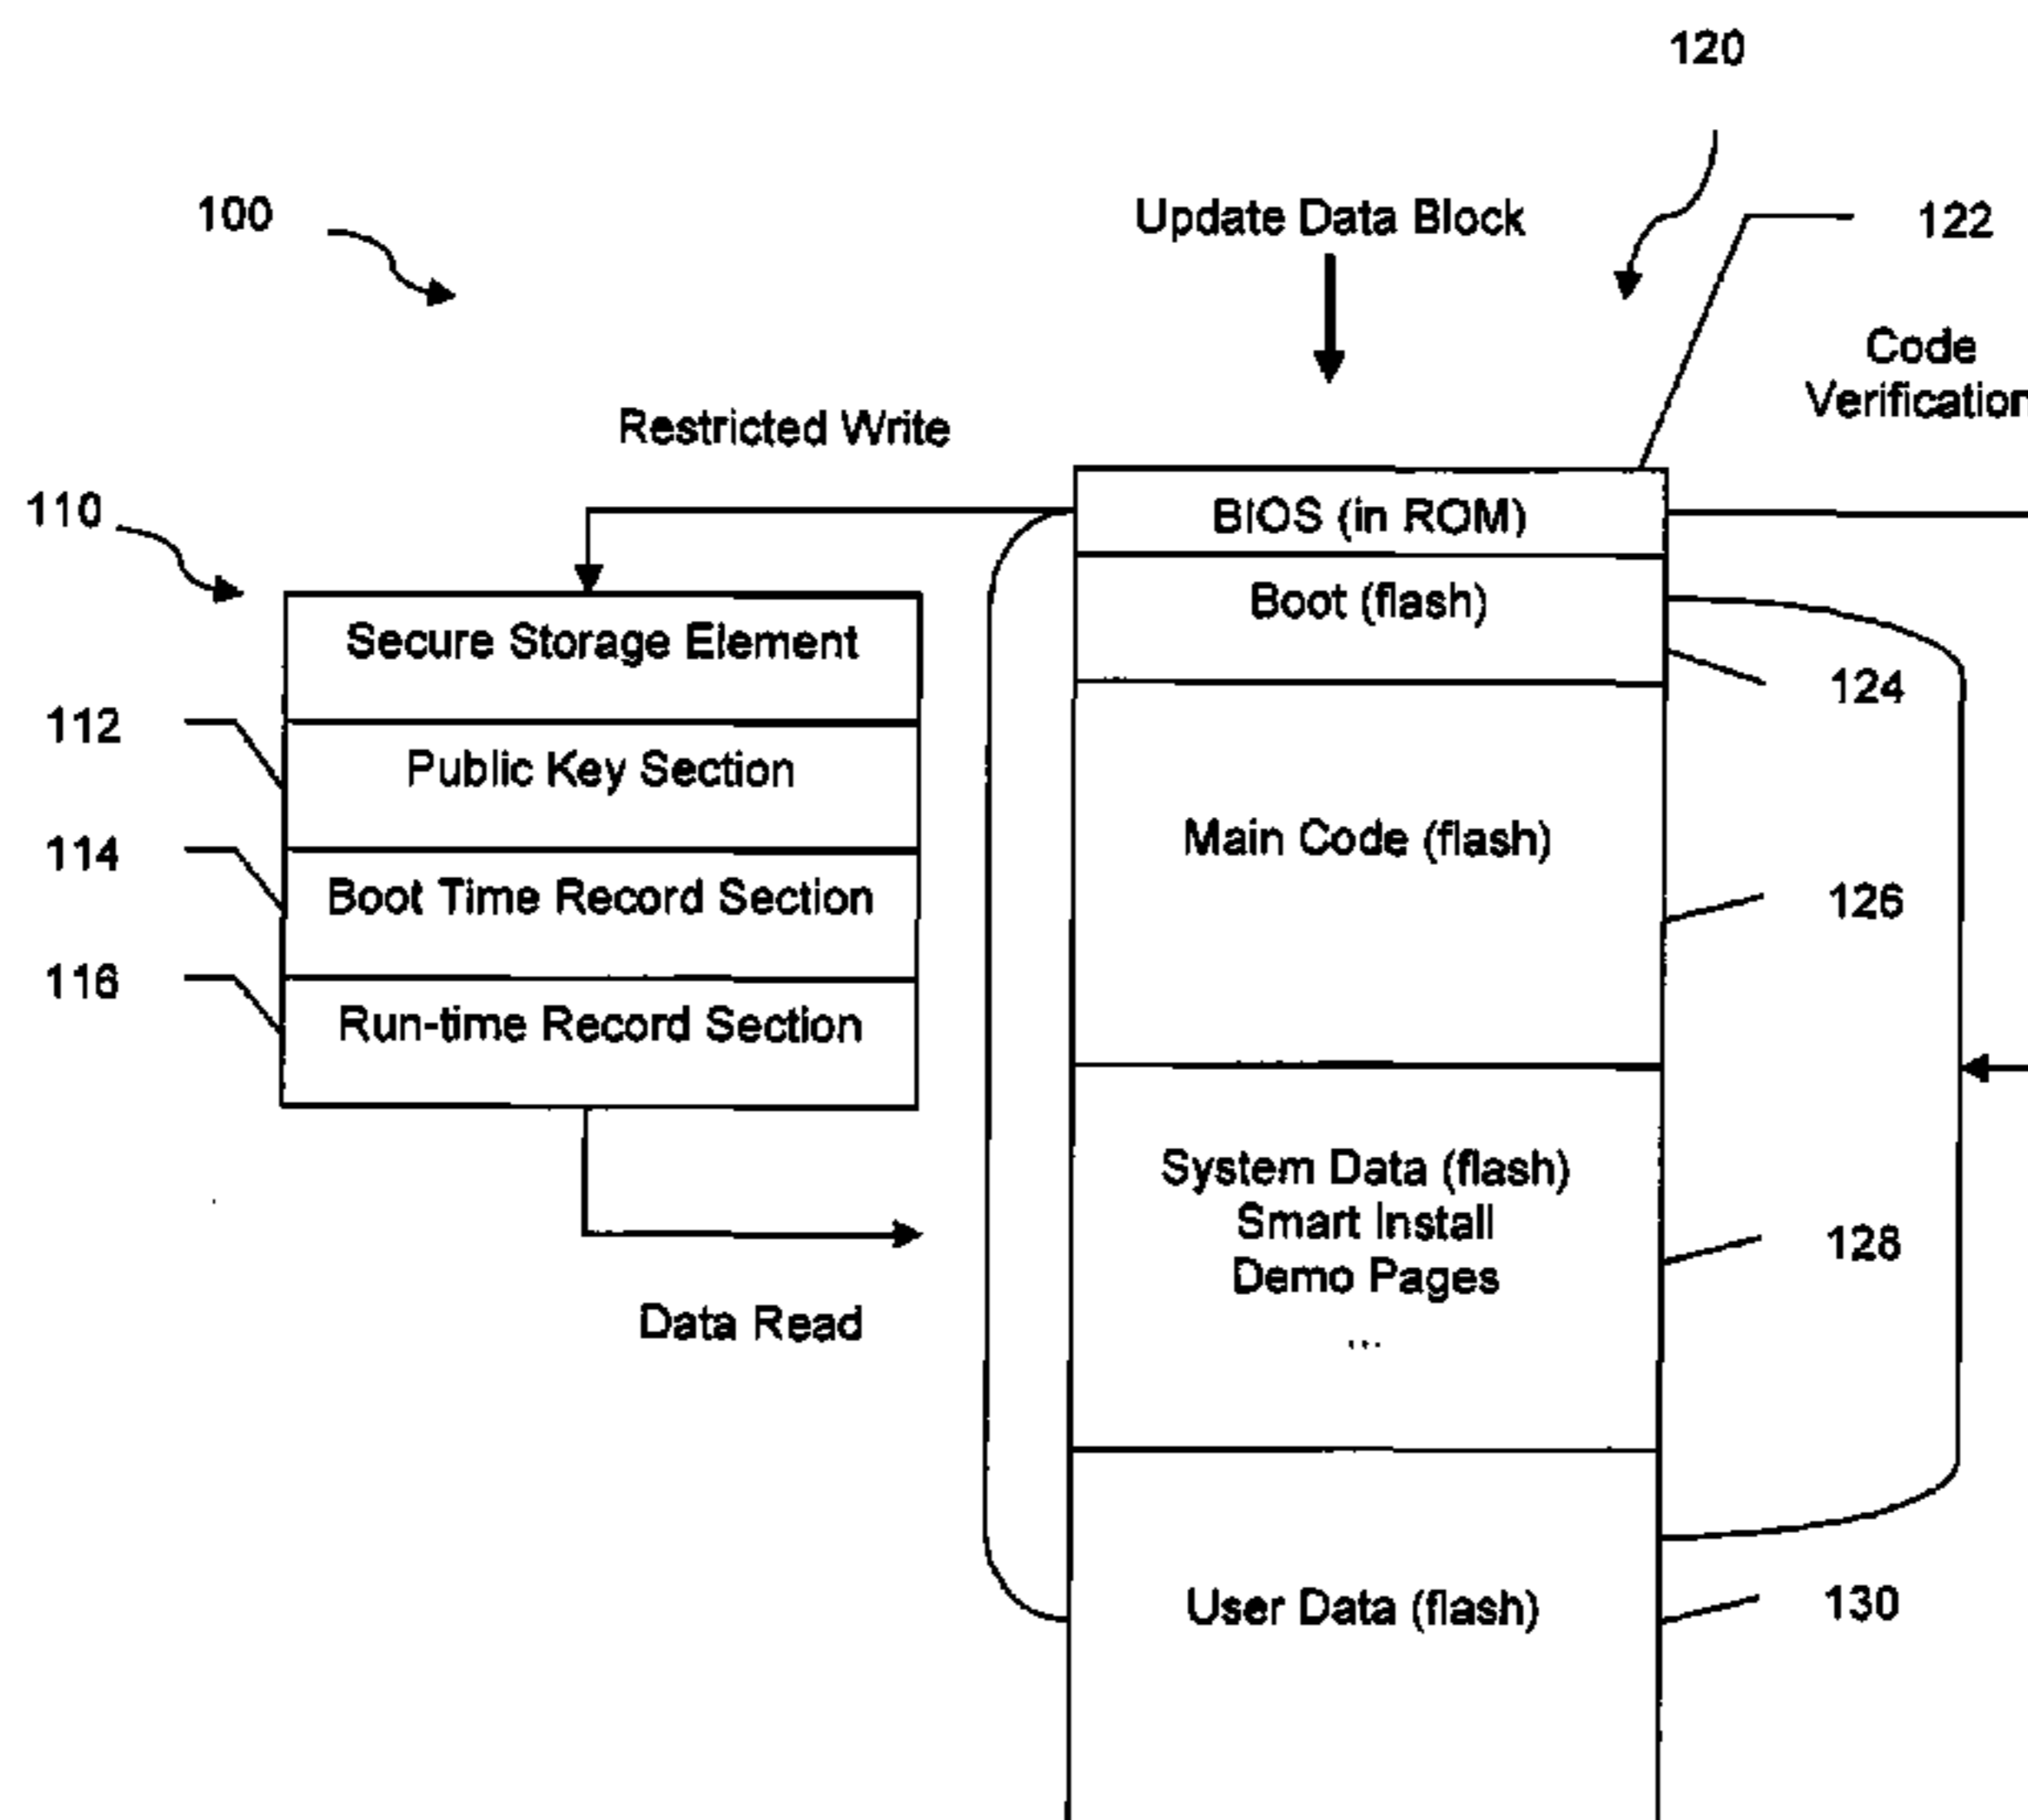 120
100
Update Data Block
122
Code
Verification
Restricted Write
110
BIOS (in ROM)
Boot (flash)
Secure Storage Element
124
112
Public Key Section
Main Code (flash)
114
Boot Time Record Section
126
116
Run-time Record Section
System Data (flash)
Smart Install
Demo Pages
...
128
Data Read
User Data (flash)
130